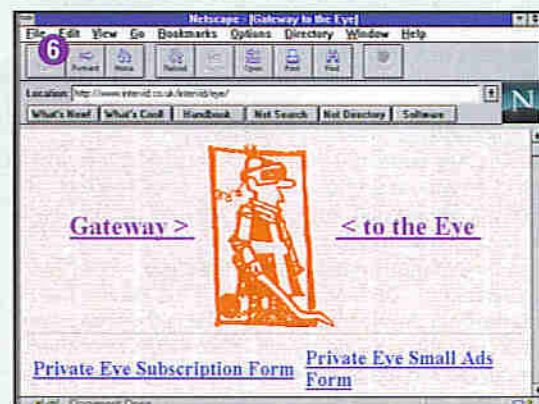 Netscape - [Gateway to the Eye]
File Edit View Go Bookmarks Options Directory Window Help
6
Forward Home Reload Open Print Find
Location: http://www.intervid.co.uk/intervid/eye/
N
What's New! What's Cool! Handbook Net Search Net Directory Software
Gateway > < to the Eye
Private Eye Subscription Form Private Eye Small Ads
Form
Document Done